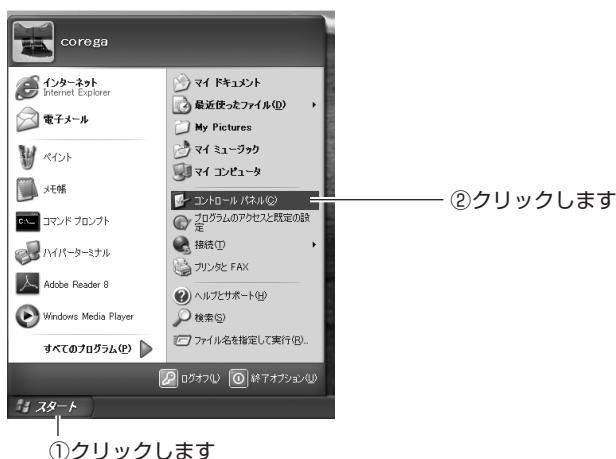 corega
インターネット
Internet Explorer
電子メール
ペイント
メモ帳
コマンド プロンプト
ハイパーターミナル
Adobe Reader 8
Windows Media Player
すべてのプログラム(P)
マイ ドキュメント
最近使ったファイル(D)
My Pictures
マイ ミュージック
マイ コンピュータ
コントロール パネル(C)
プログラムのアクセスと既定の設
定
接続(T)
プリンタと FAX
ヘルプとサポート(H)
検索(S)
ファイル名を指定して実行(R)...
ログオフ(L)
終了オプション(U)
スタート
②クリックします
①クリックします